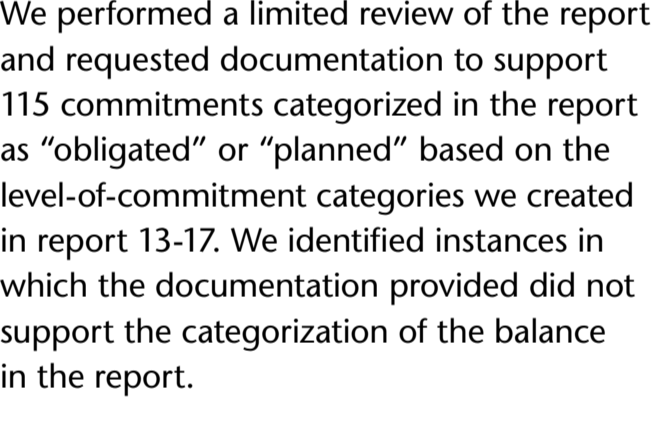 We performed a limited review of the report
and requested documentation to support
115 commitments categorized in the report
as “obligated” or “planned” based on the
level-of-commitment categories we created
in report 13-17. We identified instances in
which the documentation provided did not
support the categorization of the balance
in the report.